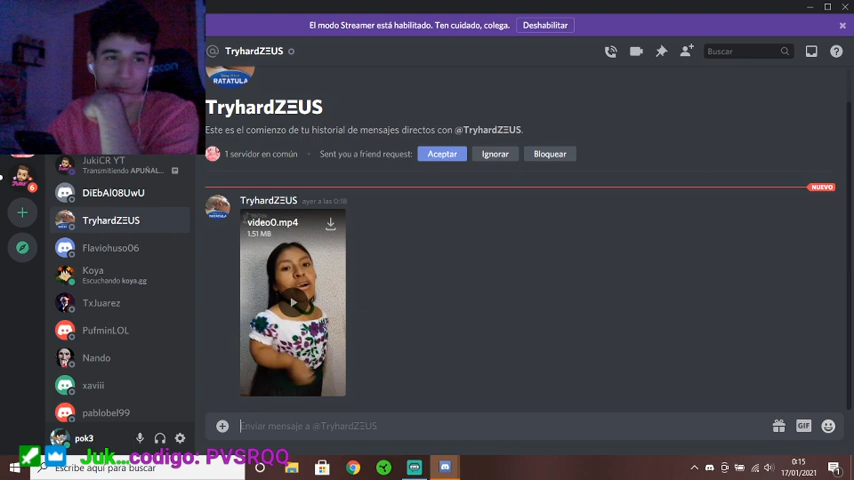 El modo Streamer está habilitado. Ten cuidado, colega.
Deshabilitar
TryhardZΞUS
Buscar
RATATULA
TryhardZΞUS
Este es el comienzo de tu historial de mensajes directos con @TryhardZΞUS.
1 servidor en común
Sent you a friend request:
Aceptar
Ignorar
Bloquear
NUEVO
TryhardZΞUS ayer a las 0:18
video0.mp4
1.51 MB
JukiCR YT
Transmitiendo APUÑAL...
6
DiEbAl08UwU
TryhardZΞUS
Flaviohuso06
Koya
Escuchando koya.gg
TxJuarez
PufminLOL
Nando
xaviii
pablobel99
pok3
Enviar mensaje a @TryhardZΞUS
GIF
Juk...codigo: PVSRQQ
Escribe aquí para buscar
0:15
17/01/2021
1